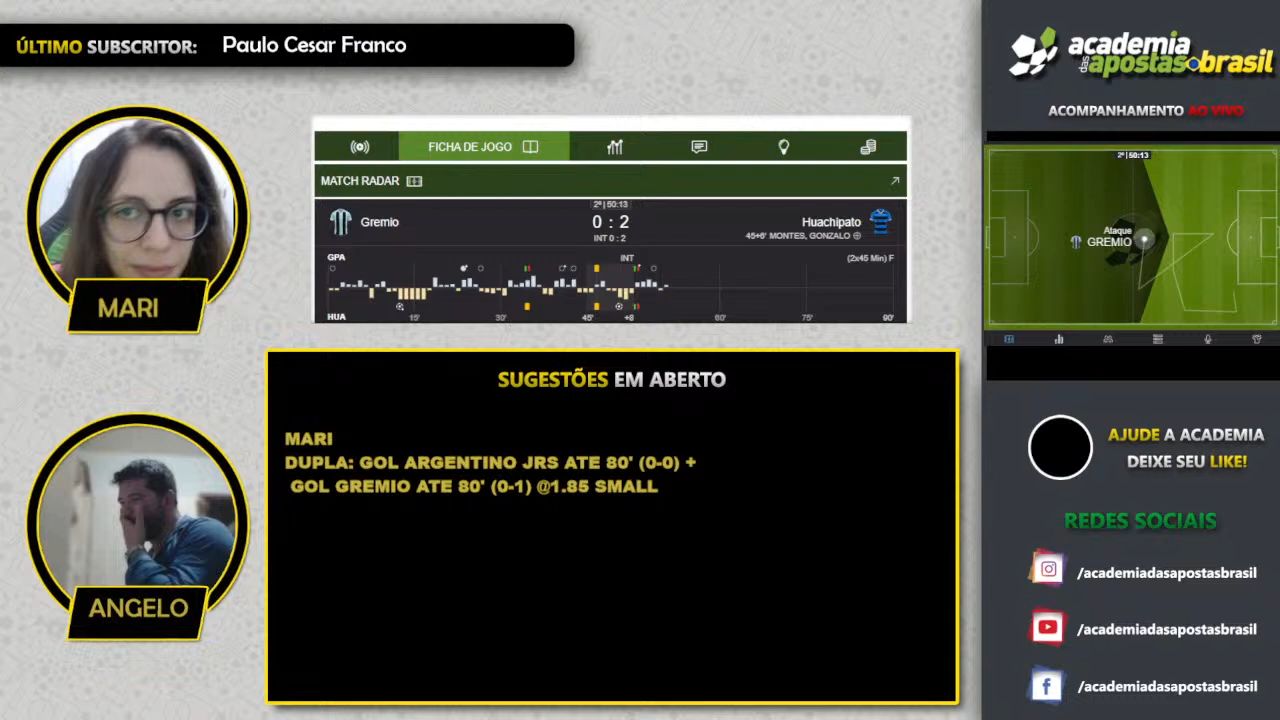 ÚLTIMO SUBSCRITOR: Paulo Cesar Franco
MARI
FICHA DE JOGO
MATCH RADAR
2º | 50:13
Gremio
0 : 2
Huachipato
INT 0 : 2
45+6' MONTES, GONZALO
GPA
INT
(2x45 Min) F
HUA
15'
30'
45'
+8
60'
75'
90'
SUGESTÕES EM ABERTO
MARI
DUPLA: GOL ARGENTINO JRS ATE 80' (0-0) +
GOL GREMIO ATE 80' (0-1) @1.85 SMALL
ANGELO
academia
das apostas brasil
ACOMPANHAMENTO AO VIVO
2º | 50:13
Ataque
GREMIO
AJUDE A ACADEMIA
DEIXE SEU LIKE!
REDES SOCIAIS
/academiadasapostasbrasil
/academiadasapostasbrasil
/academiadasapostasbrasil